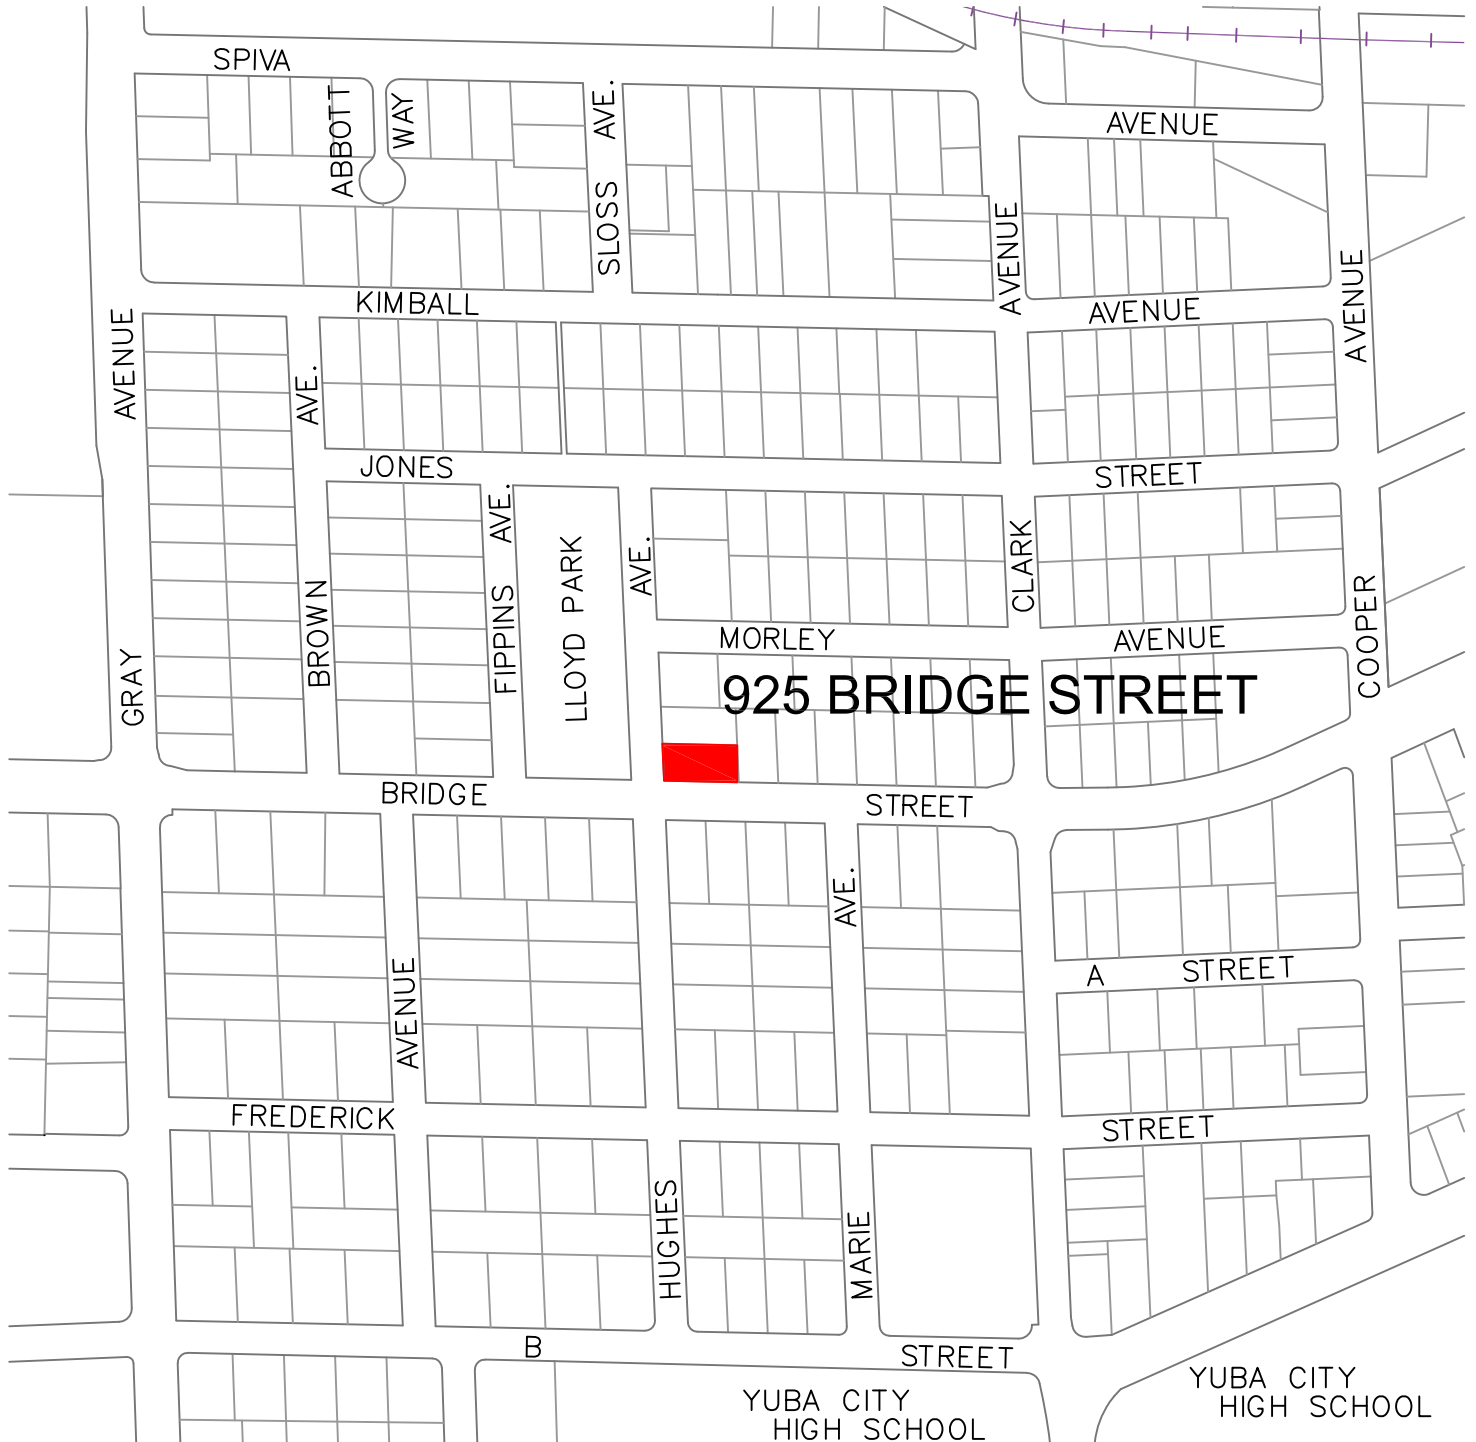 SPIVA
AVENUE
ABBOTT
WAY
SLOSS
AVE.
KIMBALL
AVENUE
GRAY
AVENUE
BROWN
AVE.
CLARK
AVENUE
COOPER
AVENUE
JONES
STREET
FIPPINS
AVE.
LLOYD PARK
AVE.
MORLEY
AVENUE
925 BRIDGE STREET
BRIDGE
STREET
AVENUE
AVE.
A STREET
FREDERICK
STREET
HUGHES
MARIE
B
STREET
YUBA CITY
HIGH SCHOOL
YUBA CITY
HIGH SCHOOL